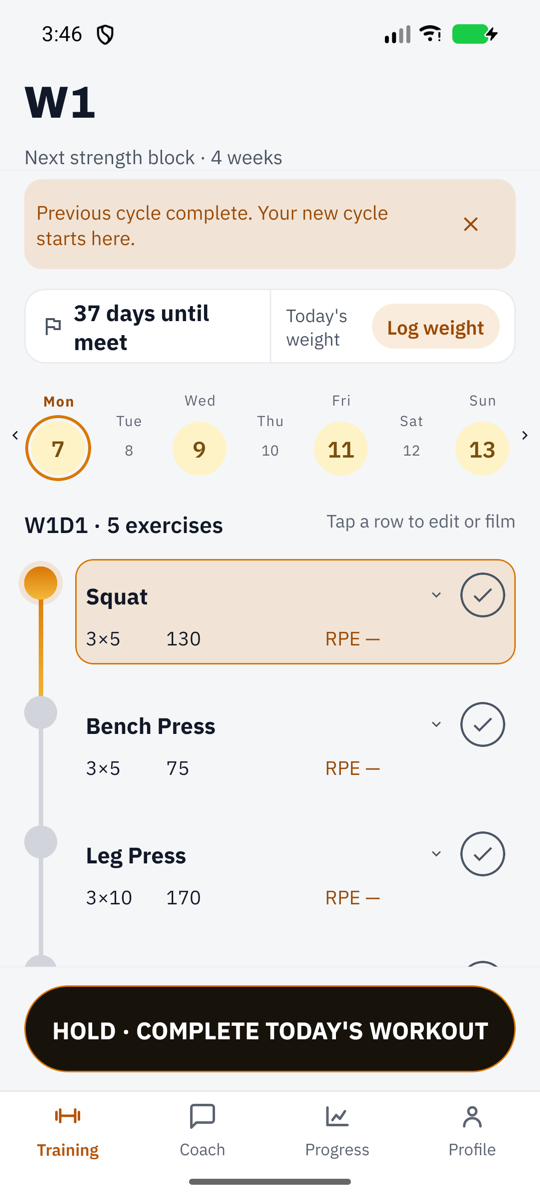 3:46
W1
Next strength block · 4 weeks
Previous cycle complete. Your new cycle
starts here.
37 days until
meet
Today's
weight
Log weight
Mon
Tue
Wed
Thu
Fri
Sat
Sun
7
8
9
10
11
12
13
W1D1 · 5 exercises
Tap a row to edit or film
Squat
3×5 130 RPE —
Bench Press
3×5 75 RPE —
Leg Press
3×10 170 RPE —
HOLD · COMPLETE TODAY'S WORKOUT
Training
Coach
Progress
Profile